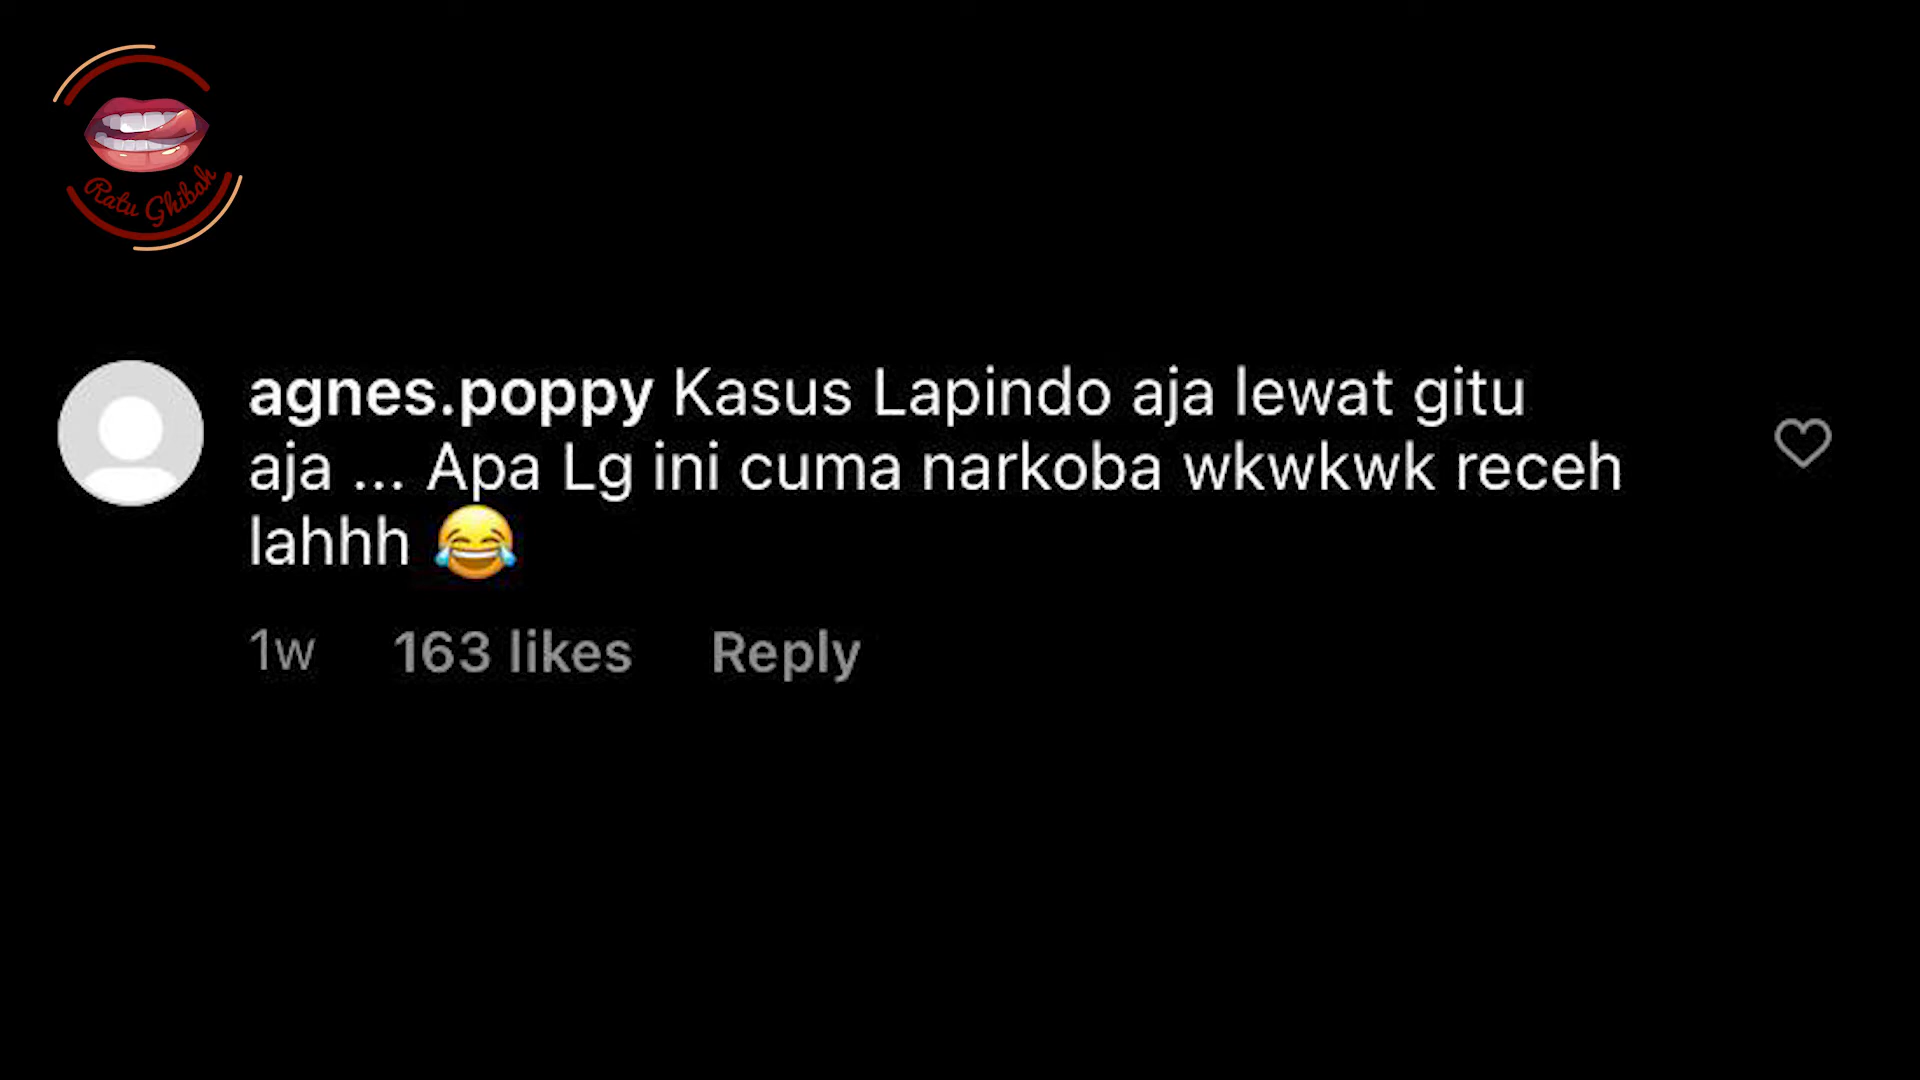 Ratu Ghibah
agnes.poppy Kasus Lapindo aja lewat gitu
aja ... Apa Lg ini cuma narkoba wkwkwk receh
lahhh 😂
1w 163 likes Reply